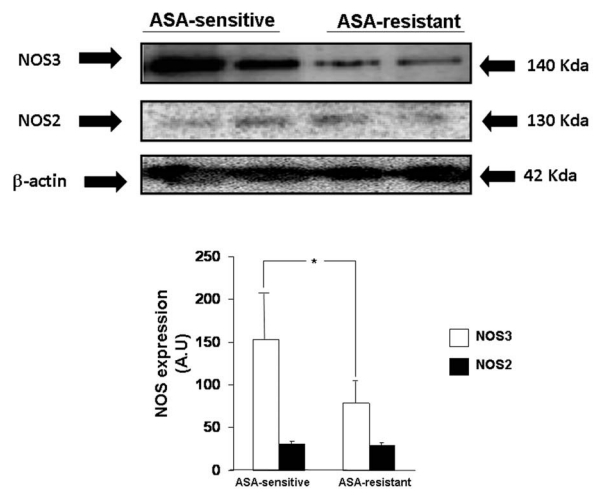 ASA-sensitive ASA-resistant
NOS3 140 Kda
NOS2 130 Kda
β-actin 42 Kda
250
200
150
100
50
0
NOS expression
(A.U)
*
NOS3
NOS2
ASA-sensitive ASA-resistant